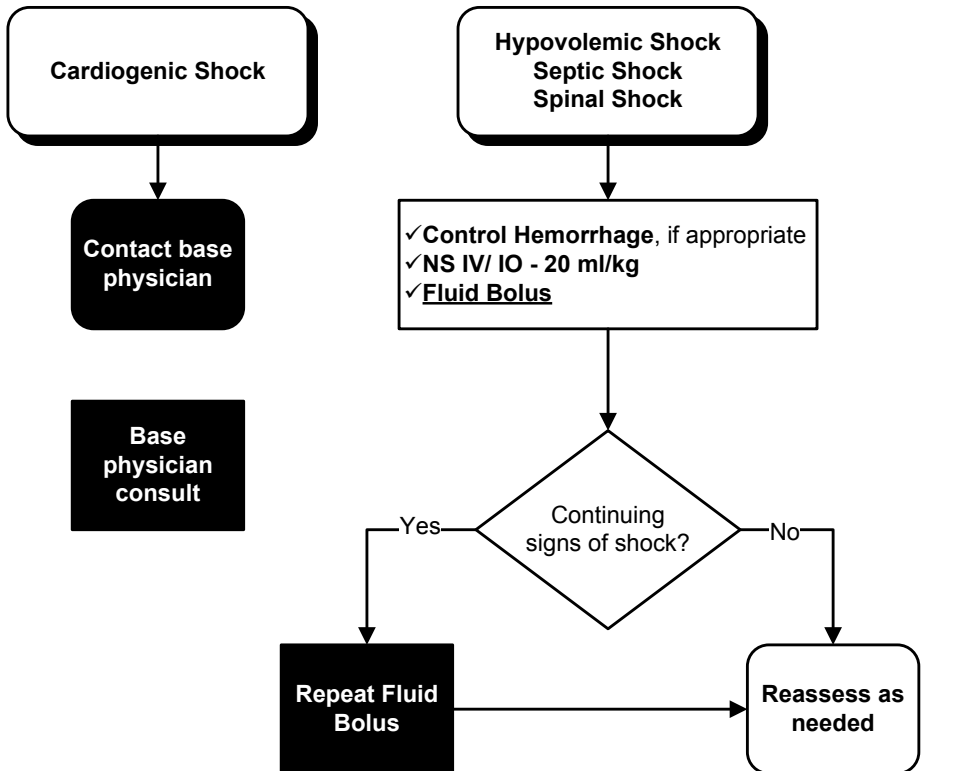 Cardiogenic Shock
Hypovolemic Shock
Septic Shock
Spinal Shock
Contact base
physician
✓Control Hemorrhage, if appropriate
✓NS IV/ IO - 20 ml/kg
✓Fluid Bolus
Base
physician
consult
Continuing
signs of shock?
Yes
No
Repeat Fluid
Bolus
Reassess as
needed